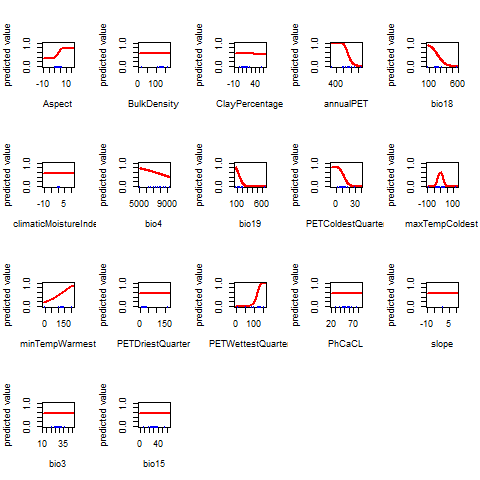 predicted value
0.0 1.0
-10 0 10
Aspect
predicted value
0.0 1.0
0 100
BulkDensity
predicted value
0.0 1.0
-10 40
ClayPercentage
predicted value
0.0 1.0
400
annualPET
predicted value
0.0 1.0
100 600
bio18
predicted value
0.0 1.0
-10 5
climaticMoistureInde
predicted value
0.0 1.0
5000 9000
bio4
predicted value
0.0 1.0
100 600
bio19
predicted value
0.0 1.0
0 30
PETColdestQuarte
predicted value
0.0 1.0
-100 100
maxTempColdest
predicted value
0.0 1.0
0 150
minTempWarmest
predicted value
0.0 1.0
0 150
PETDriestQuarter
predicted value
0.0 1.0
0 100
PETWettestQuarte
predicted value
0.0 1.0
20 70
PhCaCL
predicted value
0.0 1.0
-10 5
slope
predicted value
0.0 1.0
10 35
bio3
predicted value
0.0 1.0
0 40
bio15